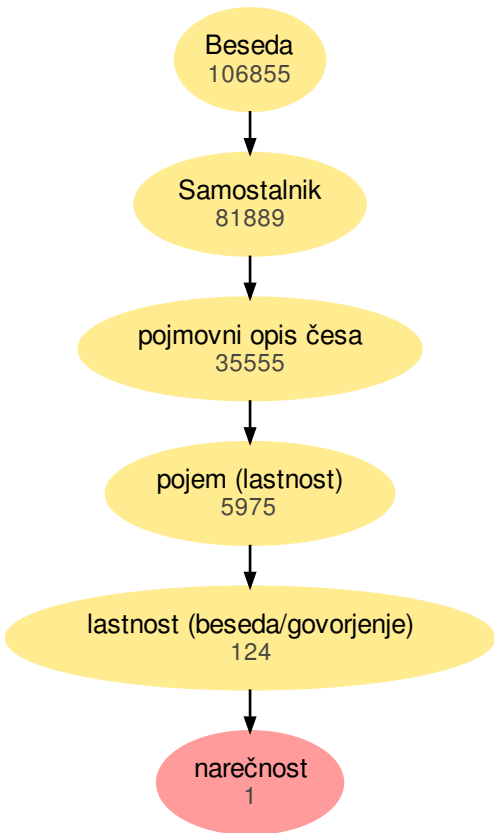 Beseda
106855
Samostalnik
81889
pojmovni opis česa
35555
pojem (lastnost)
5975
lastnost (beseda/govorjenje)
124
narečnost
1